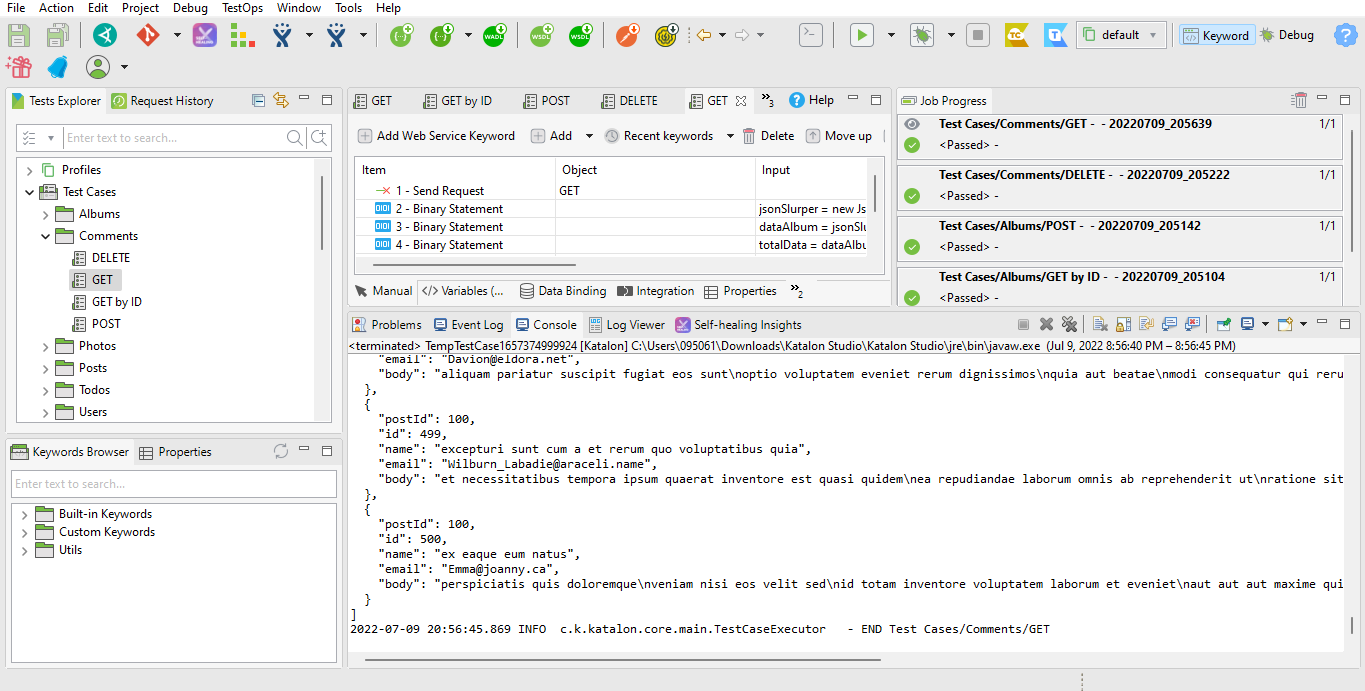 File Action Edit Project Debug TestOps Window Tools Help
WADL WSDL WSDL TC T default Keyword Debug
Tests Explorer Request History
Enter text to search...
Profiles
Test Cases
Albums
Comments
DELETE
GET
GET by ID
POST
Photos
Posts
Todos
Users
Keywords Browser Properties
Enter text to search...
Built-in Keywords
Custom Keywords
Utils
GET GET by ID POST DELETE GET 3 Help
Add Web Service Keyword Add Recent keywords Delete Move up
Item Object Input
1 - Send Request GET
2 - Binary Statement jsonSlurper = new Js
3 - Binary Statement dataAlbum = jsonSlu
4 - Binary Statement totalData = dataAlbu
Manual </> Variables (... Data Binding Integration Properties 2
Job Progress
Test Cases/Comments/GET - - 20220709_205639 1/1
<Passed> -
Test Cases/Comments/DELETE - - 20220709_205222 1/1
<Passed> -
Test Cases/Albums/POST - - 20220709_205142 1/1
<Passed> -
Test Cases/Albums/GET by ID - - 20220709_205104 1/1
<Passed> -
Problems Event Log Console Log Viewer Self-healing Insights
<terminated> TempTestCase1657374999924 [Katalon] C:\Users\095061\Downloads\Katalon Studio\Katalon Studio\jre\bin\javaw.exe (Jul 9, 2022 8:56:40 PM – 8:56:45 PM)
"email": "Davion@eldora.net",
"body": "aliquam pariatur suscipit fugiat eos sunt\noptio voluptatem eveniet rerum dignissimos\nquia aut beatae\nmodi consequatur qui reru
},
{
"postId": 100,
"id": 499,
"name": "excepturi sunt cum a et rerum quo voluptatibus quia",
"email": "Wilburn_Labadie@araceli.name",
"body": "et necessitatibus tempora ipsum quaerat inventore est quasi quidem\nea repudiandae laborum omnis ab reprehenderit ut\nratione sit
},
{
"postId": 100,
"id": 500,
"name": "ex eaque eum natus",
"email": "Emma@joanny.ca",
"body": "perspiciatis quis doloremque\nveniam nisi eos velit sed\nid totam inventore voluptatem laborum et eveniet\naut aut aut maxime qui
}
]
2022-07-09 20:56:45.869 INFO c.k.katalon.core.main.TestCaseExecutor - END Test Cases/Comments/GET